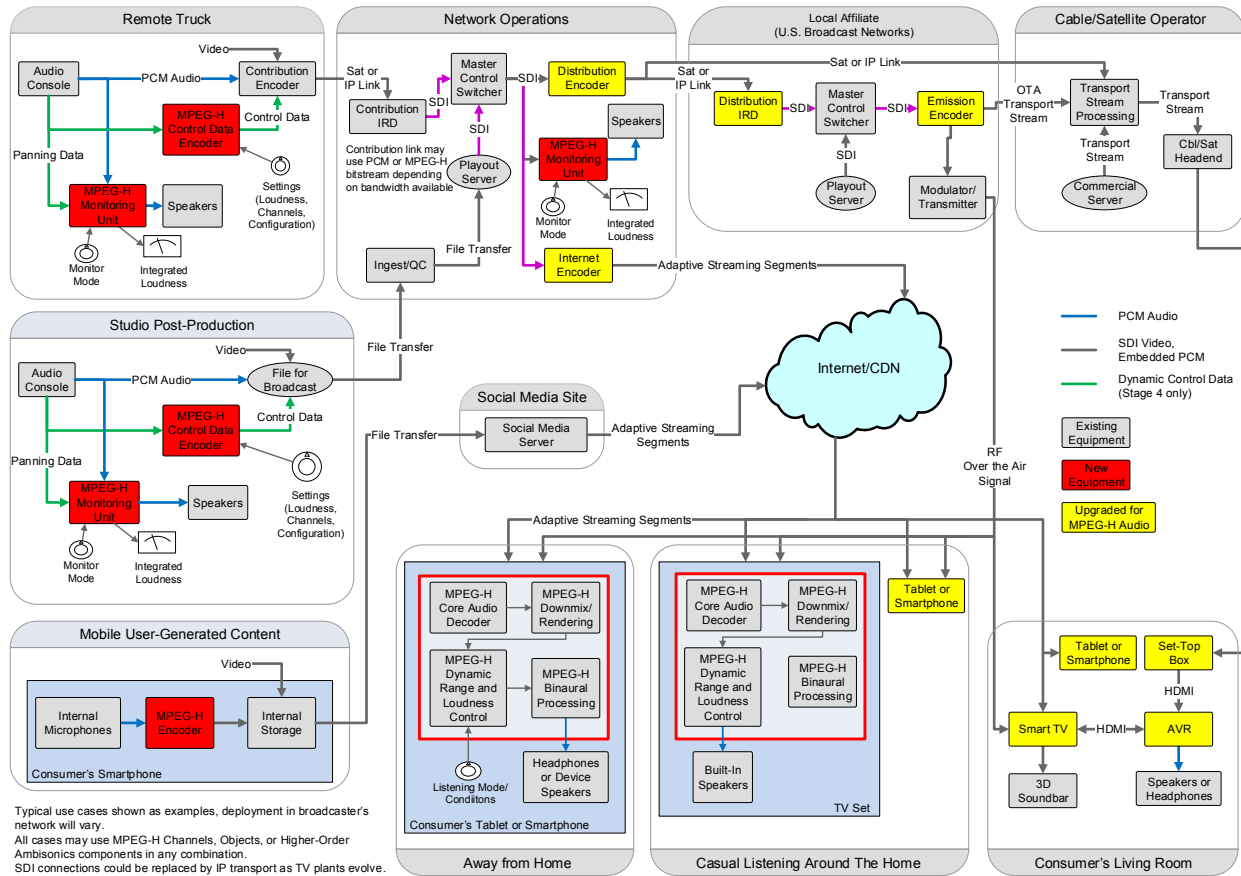 Remote Truck
Video
Audio
Console
PCM Audio
Contribution
Encoder
MPEG-H
Control Data
Encoder
Control Data
Panning Data
MPEG-H
Monitoring
Unit
Speakers
Settings
(Loudness,
Channels,
Configuration)
Monitor
Mode
Integrated
Loudness
Network Operations
Sat or
IP Link
Contribution
IRD
SDI
Master
Control
Switcher
SDI
SDI
Distribution
Encoder
Contribution link may
use PCM or MPEG-H
bitstream depending
on bandwidth available
Playout
Server
MPEG-H
Monitoring
Unit
Speakers
Monitor
Mode
Integrated
Loudness
File Transfer
Ingest/QC
Internet
Encoder
Adaptive Streaming Segments
Local Affiliate
(U.S. Broadcast Networks)
Sat or
IP Link
Sat or IP Link
Distribution
IRD
SDI
Master
Control
Switcher
SDI
Emission
Encoder
SDI
Playout
Server
Modulator/
Transmitter
Cable/Satellite Operator
OTA
Transport
Stream
Transport
Stream
Processing
Transport
Stream
Transport
Stream
Cbl/Sat
Headend
Commercial
Server
Studio Post-Production
Video
Audio
Console
PCM Audio
File for
Broadcast
MPEG-H
Control Data
Encoder
Control Data
Panning Data
MPEG-H
Monitoring
Unit
Speakers
Settings
(Loudness,
Channels,
Configuration)
Monitor
Mode
Integrated
Loudness
File Transfer
Internet/CDN
PCM Audio
SDI Video,
Embedded PCM
Dynamic Control Data
(Stage 4 only)
Existing
Equipment
New
Equipment
Upgraded for
MPEG-H Audio
Social Media Site
File Transfer
Social Media
Server
Adaptive Streaming
Segments
RF
Over the Air
Signal
Mobile User-Generated Content
Video
Internal
Microphones
MPEG-H
Encoder
Internal
Storage
Consumer's Smartphone
Adaptive Streaming Segments
MPEG-H
Core Audio
Decoder
MPEG-H
Downmix/
Rendering
MPEG-H
Dynamic
Range and
Loudness
Control
MPEG-H
Binaural
Processing
Listening Mode/
Condiitons
Headphones
or Device
Speakers
Consumer's Tablet or Smartphone
Away from Home
MPEG-H
Core Audio
Decoder
MPEG-H
Downmix/
Rendering
MPEG-H
Dynamic
Range and
Loudness
Control
MPEG-H
Binaural
Processing
Built-In
Speakers
TV Set
Tablet or
Smartphone
Casual Listening Around The Home
Tablet or
Smartphone
Set-Top
Box
HDMI
Smart TV
HDMI
AVR
3D
Soundbar
Speakers or
Headphones
Consumer's Living Room
Typical use cases shown as examples, deployment in broadcaster's
network will vary.
All cases may use MPEG-H Channels, Objects, or Higher-Order
Ambisonics components in any combination.
SDI connections could be replaced by IP transport as TV plants evolve.